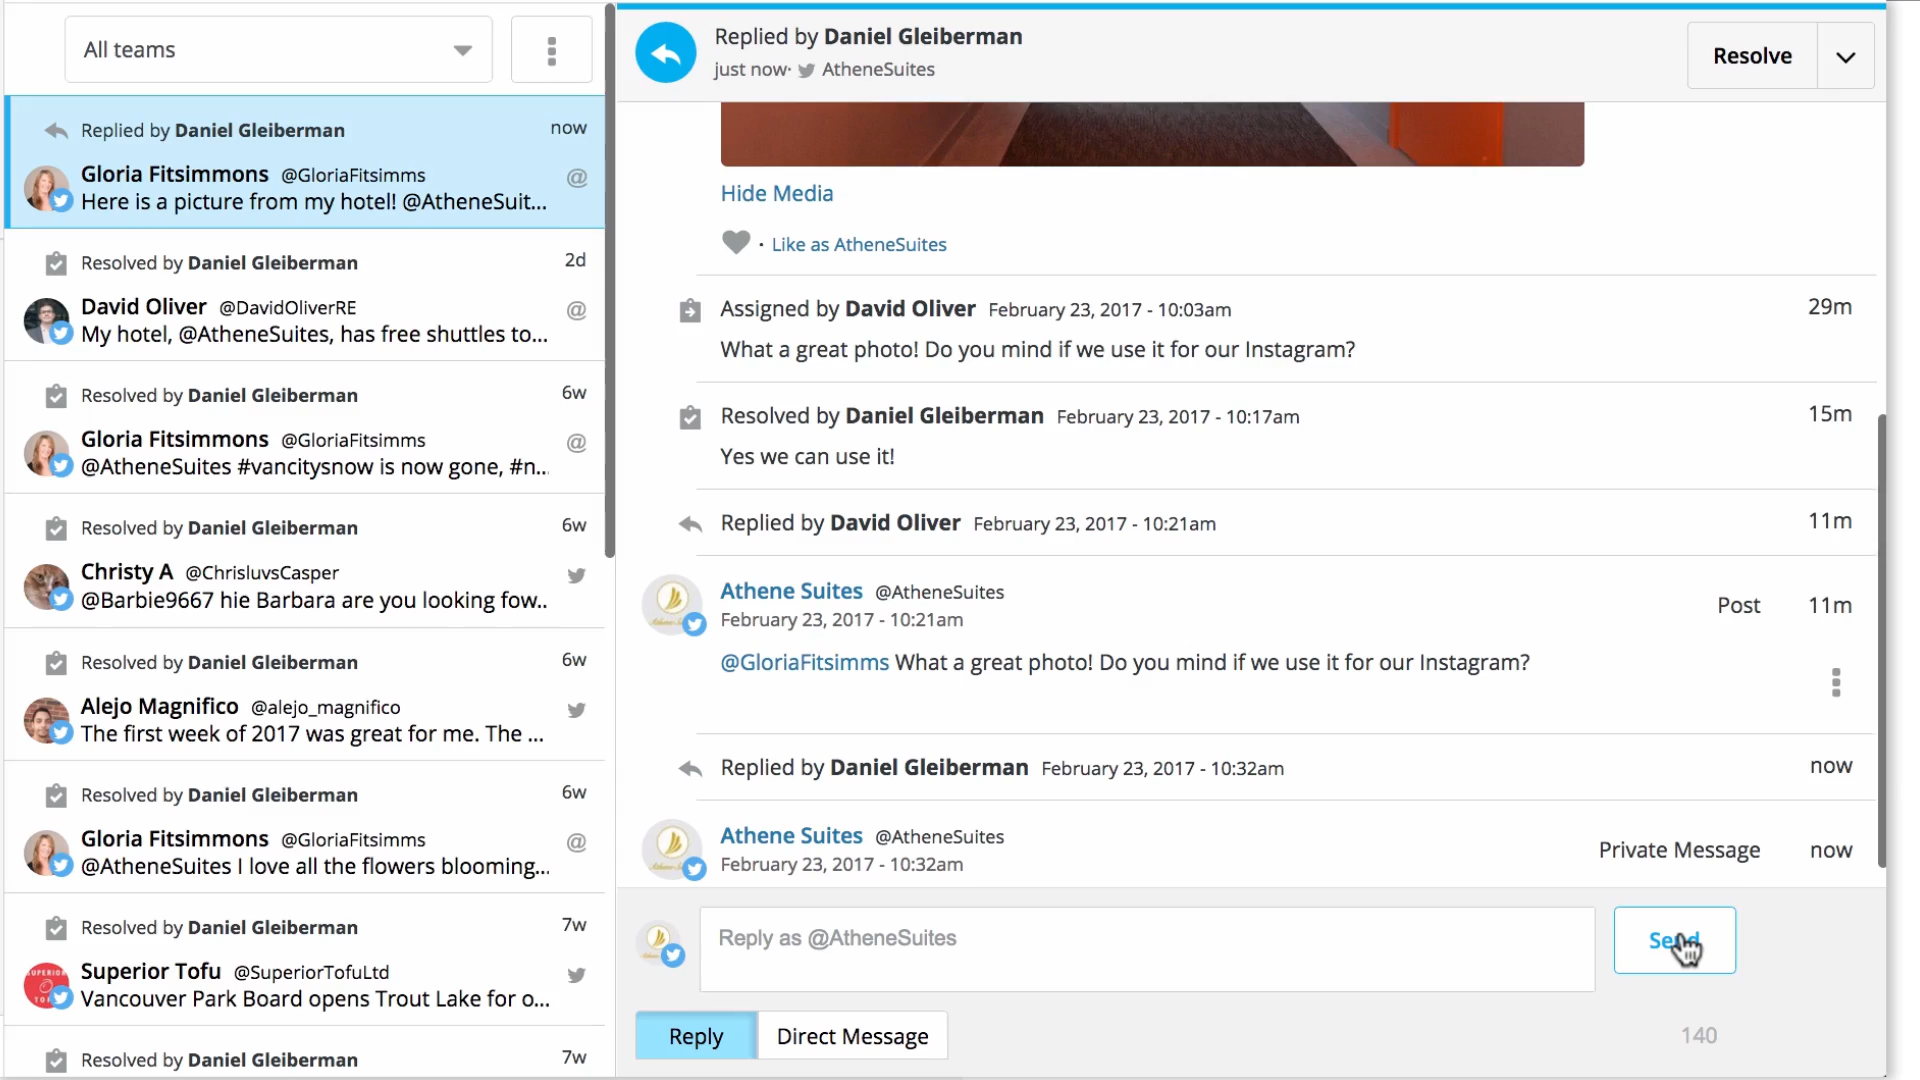 All teams
Replied by Daniel Gleiberman now
Gloria Fitsimmons @GloriaFitsimms @
Here is a picture from my hotel! @AtheneSuit...
Resolved by Daniel Gleiberman 2d
David Oliver @DavidOliverRE @
My hotel, @AtheneSuites, has free shuttles to...
Resolved by Daniel Gleiberman 6w
Gloria Fitsimmons @GloriaFitsimms @
@AtheneSuites #vancitysnow is now gone, #n...
Resolved by Daniel Gleiberman 6w
Christy A @ChrisluvsCasper
@Barbie9667 hie Barbara are you looking fow..
Resolved by Daniel Gleiberman 6w
Alejo Magnifico @alejo_magnifico
The first week of 2017 was great for me. The ...
Resolved by Daniel Gleiberman 6w
Gloria Fitsimmons @GloriaFitsimms @
@AtheneSuites I love all the flowers blooming...
Resolved by Daniel Gleiberman 7w
Superior Tofu @SuperiorTofuLtd
Vancouver Park Board opens Trout Lake for o...
Resolved by Daniel Gleiberman 7w
Replied by Daniel Gleiberman
just now· AtheneSuites
Resolve
Hide Media
· Like as AtheneSuites
Assigned by David Oliver February 23, 2017 - 10:03am 29m
What a great photo! Do you mind if we use it for our Instagram?
Resolved by Daniel Gleiberman February 23, 2017 - 10:17am 15m
Yes we can use it!
Replied by David Oliver February 23, 2017 - 10:21am 11m
Athene Suites @AtheneSuites
February 23, 2017 - 10:21am
Post 11m
@GloriaFitsimms What a great photo! Do you mind if we use it for our Instagram?
Replied by Daniel Gleiberman February 23, 2017 - 10:32am now
Athene Suites @AtheneSuites
February 23, 2017 - 10:32am
Private Message now
Reply as @AtheneSuites
Send
Reply
Direct Message
140